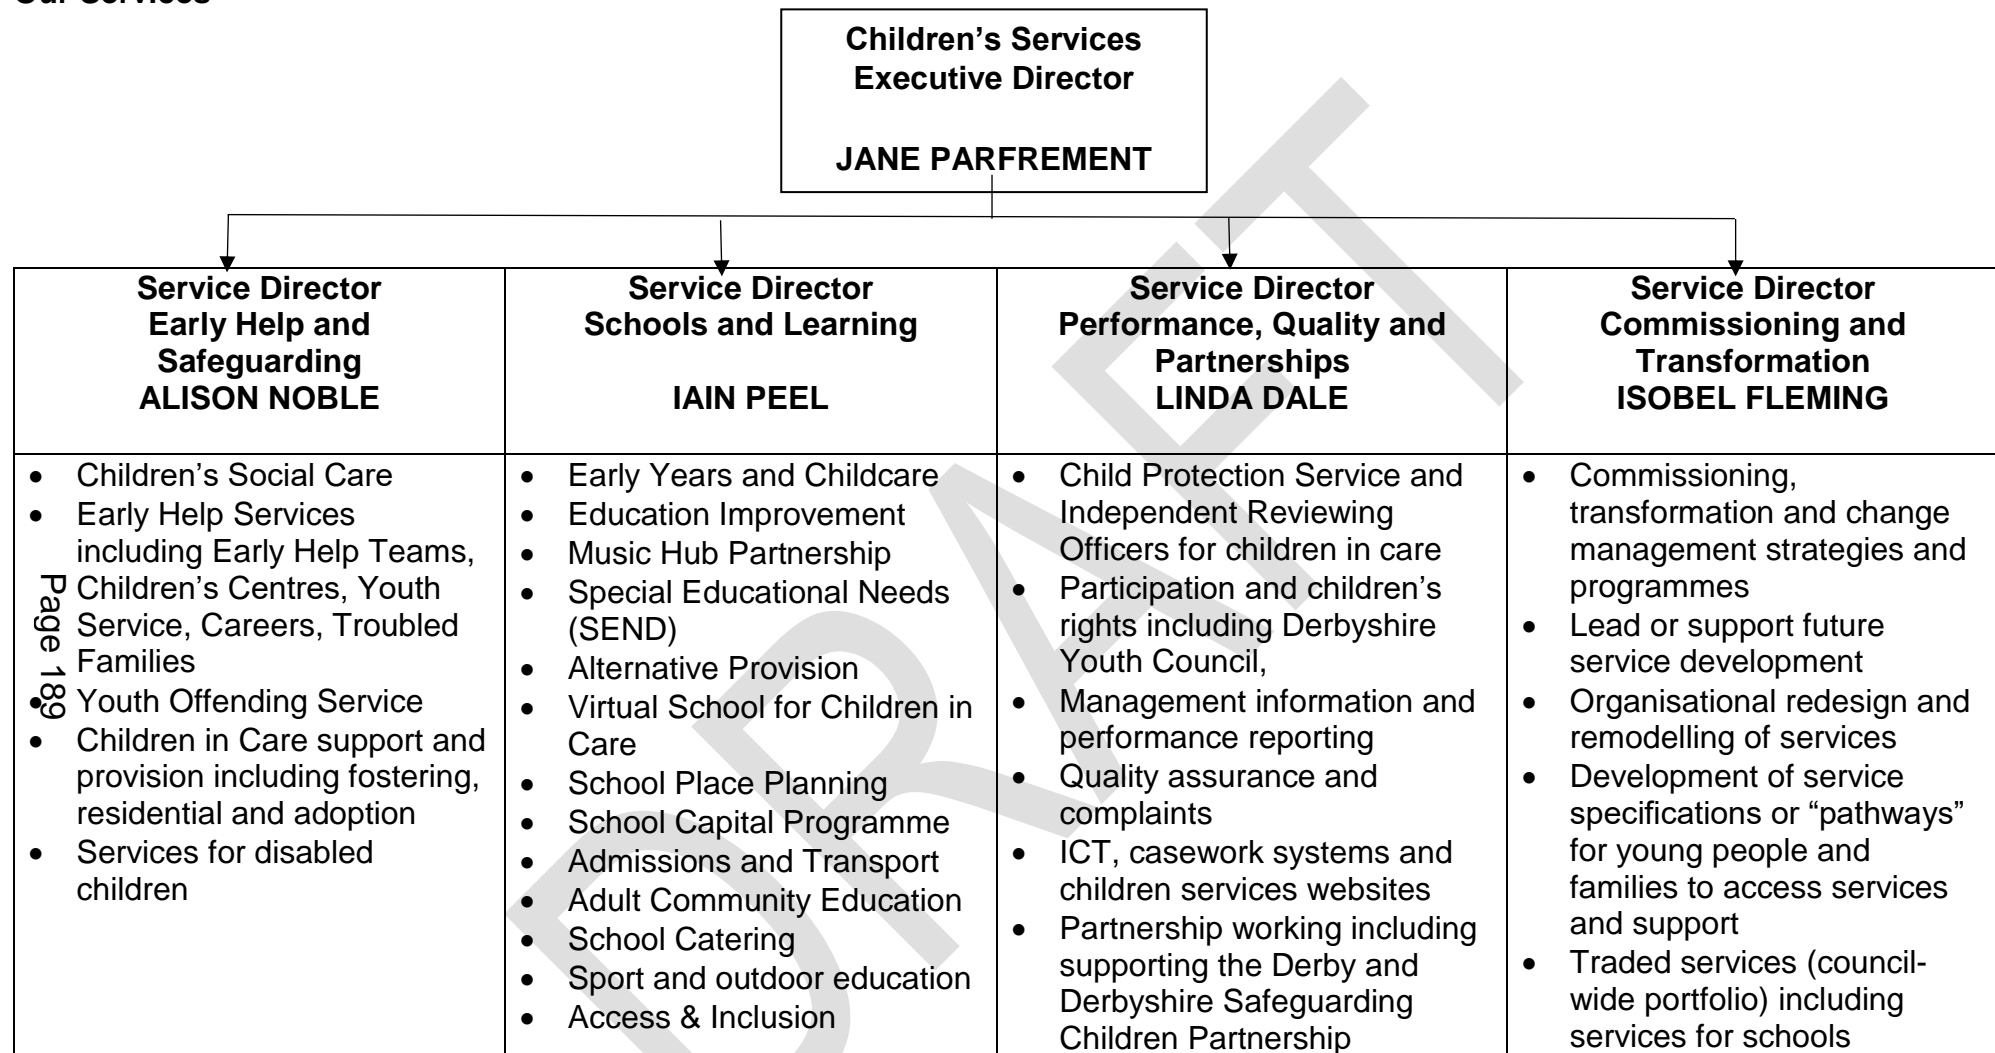 Our Services
Children’s Services
Executive Director
JANE PARFREMENT
Service Director
Early Help and
Safeguarding
ALISON NOBLE
Service Director
Schools and Learning
IAIN PEEL
Service Director
Performance, Quality and
Partnerships
LINDA DALE
Service Director
Commissioning and
Transformation
ISOBEL FLEMING
• Children’s Social Care
• Early Help Services
including Early Help Teams,
Children’s Centres, Youth
Service, Careers, Troubled
Families
• Youth Offending Service
• Children in Care support and
provision including fostering,
residential and adoption
• Services for disabled
children
• Early Years and Childcare
• Education Improvement
• Music Hub Partnership
• Special Educational Needs
(SEND)
• Alternative Provision
• Virtual School for Children in
Care
• School Place Planning
• School Capital Programme
• Admissions and Transport
• Adult Community Education
• School Catering
• Sport and outdoor education
• Access & Inclusion
• Child Protection Service and
Independent Reviewing
Officers for children in care
• Participation and children’s
rights including Derbyshire
Youth Council,
• Management information and
performance reporting
• Quality assurance and
complaints
• ICT, casework systems and
children services websites
• Partnership working including
supporting the Derby and
Derbyshire Safeguarding
Children Partnership
• Commissioning,
transformation and change
management strategies and
programmes
• Lead or support future
service development
• Organisational redesign and
remodelling of services
• Development of service
specifications or “pathways”
for young people and
families to access services
and support
• Traded services (council-
wide portfolio) including
services for schools
Page 189
DRAFT